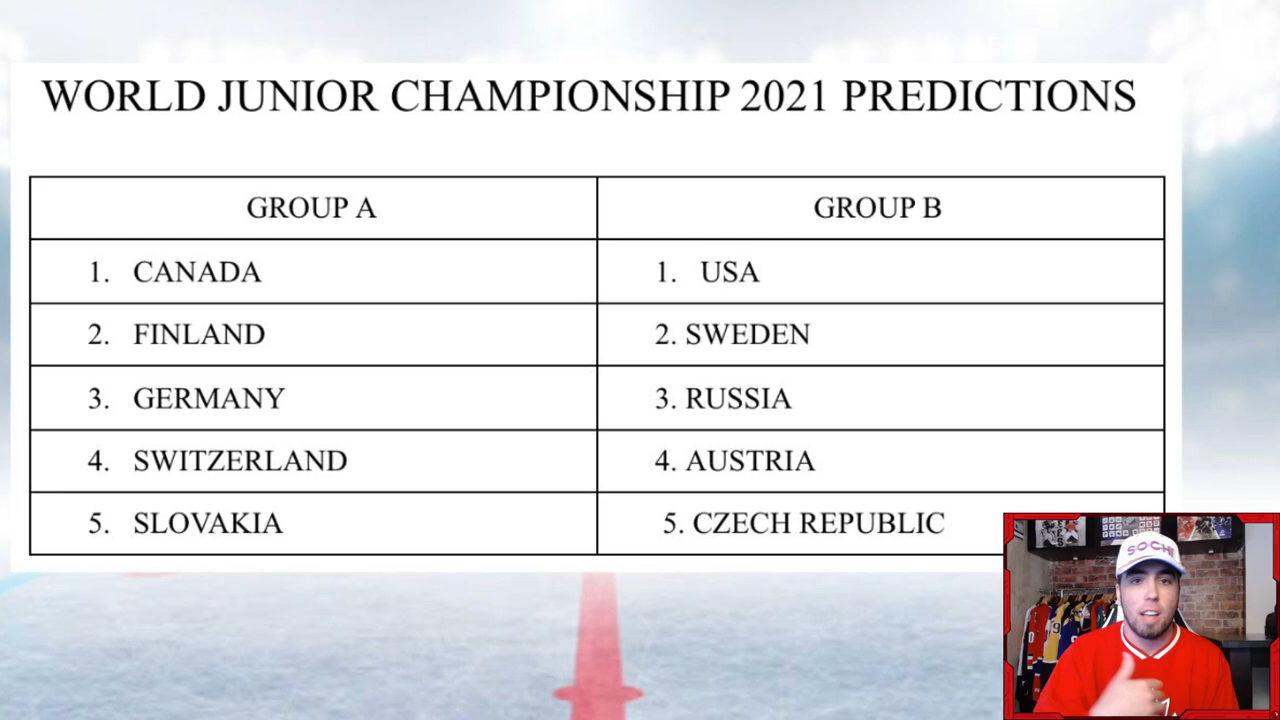 WORLD JUNIOR CHAMPIONSHIP 2021 PREDICTIONS
GROUP A
GROUP B
1. CANADA
1. USA
2. FINLAND
2. SWEDEN
3. GERMANY
3. RUSSIA
4. SWITZERLAND
4. AUSTRIA
5. SLOVAKIA
5. CZECH REPUBLIC
SOCHI